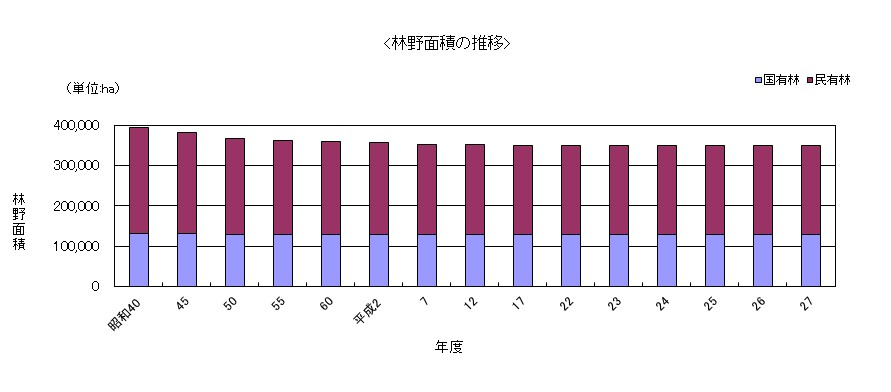 <林野面積の推移>
（単位:ha）
国有林 民有林
400,000
300,000
200,000
100,000
0
林野面積
昭和40 45 50 55 60 平成2 7 12 17 22 23 24 25 26 27
年度